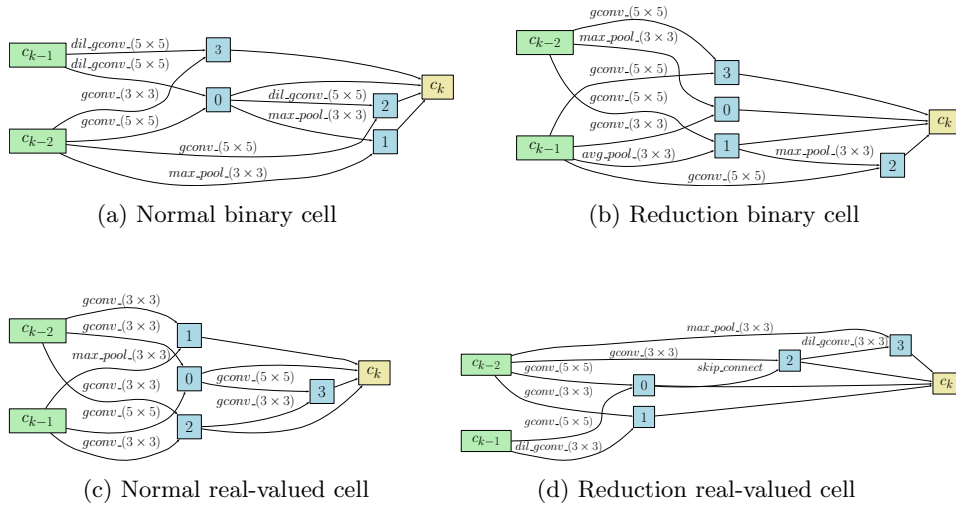 c_{k-1}
dil_gconv_(5 × 5)
dil_gconv_(5 × 5)
3
gconv_(3 × 3)
0
dil_gconv_(5 × 5)
2
c_k
max_pool_(3 × 3)
c_{k-2}
gconv_(5 × 5)
1
gconv_(5 × 5)
max_pool_(3 × 3)
(a) Normal binary cell
gconv_(5 × 5)
c_{k-2}
max_pool_(3 × 3)
gconv_(5 × 5)
3
gconv_(5 × 5)
0
c_k
gconv_(3 × 3)
c_{k-1}
avg_pool_(3 × 3)
1
max_pool_(3 × 3)
2
gconv_(5 × 5)
(b) Reduction binary cell
gconv_(3 × 3)
c_{k-2}
gconv_(3 × 3)
1
max_pool_(3 × 3)
0
gconv_(5 × 5)
c_k
gconv_(3 × 3)
gconv_(3 × 3)
3
c_{k-1}
gconv_(5 × 5)
2
gconv_(3 × 3)
(c) Normal real-valued cell
max_pool_(3 × 3)
dil_gconv_(3 × 3)
3
c_{k-2}
gconv_(3 × 3)
2
gconv_(5 × 5)
skip_connect
0
c_k
gconv_(3 × 3)
gconv_(5 × 5)
1
c_{k-1}
dil_gconv_(3 × 3)
(d) Reduction real-valued cell